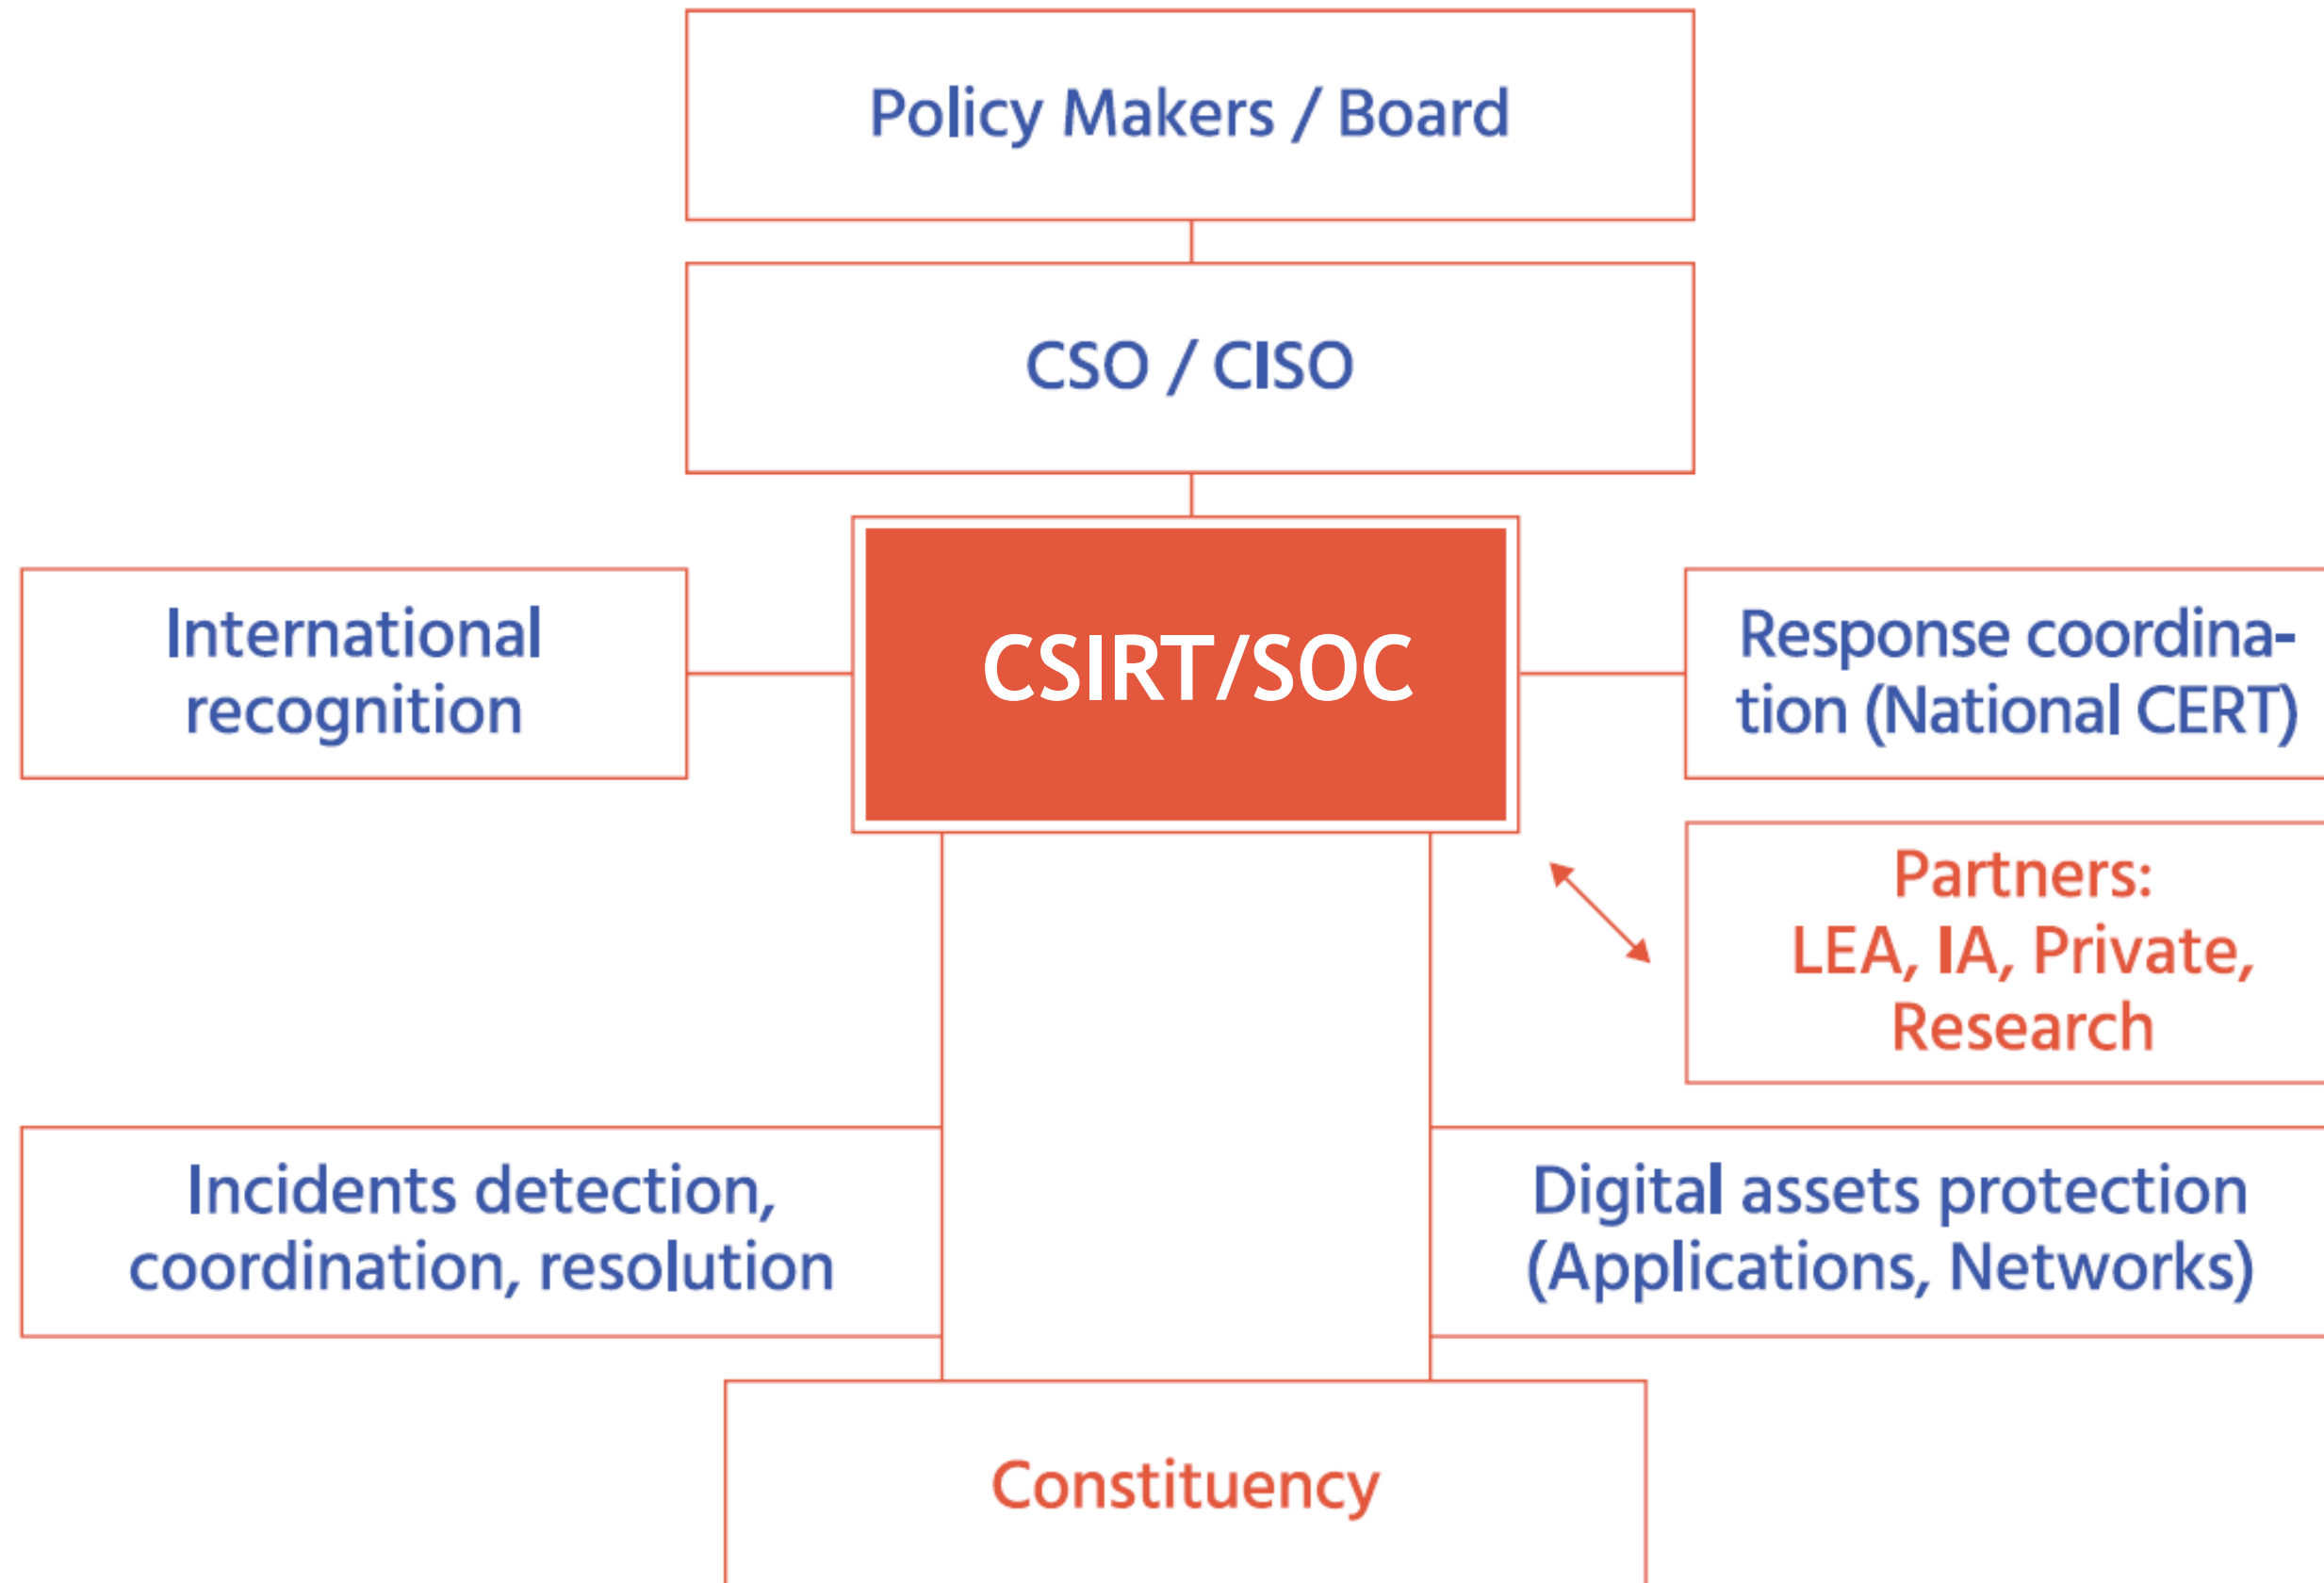 Policy Makers / Board
CSO / CISO
International
recognition
CSIRT/SOC
Response coordina-
tion (National CERT)
Partners:
LEA, IA, Private,
Research
Incidents detection,
coordination, resolution
Digital assets protection
(Applications, Networks)
Constituency